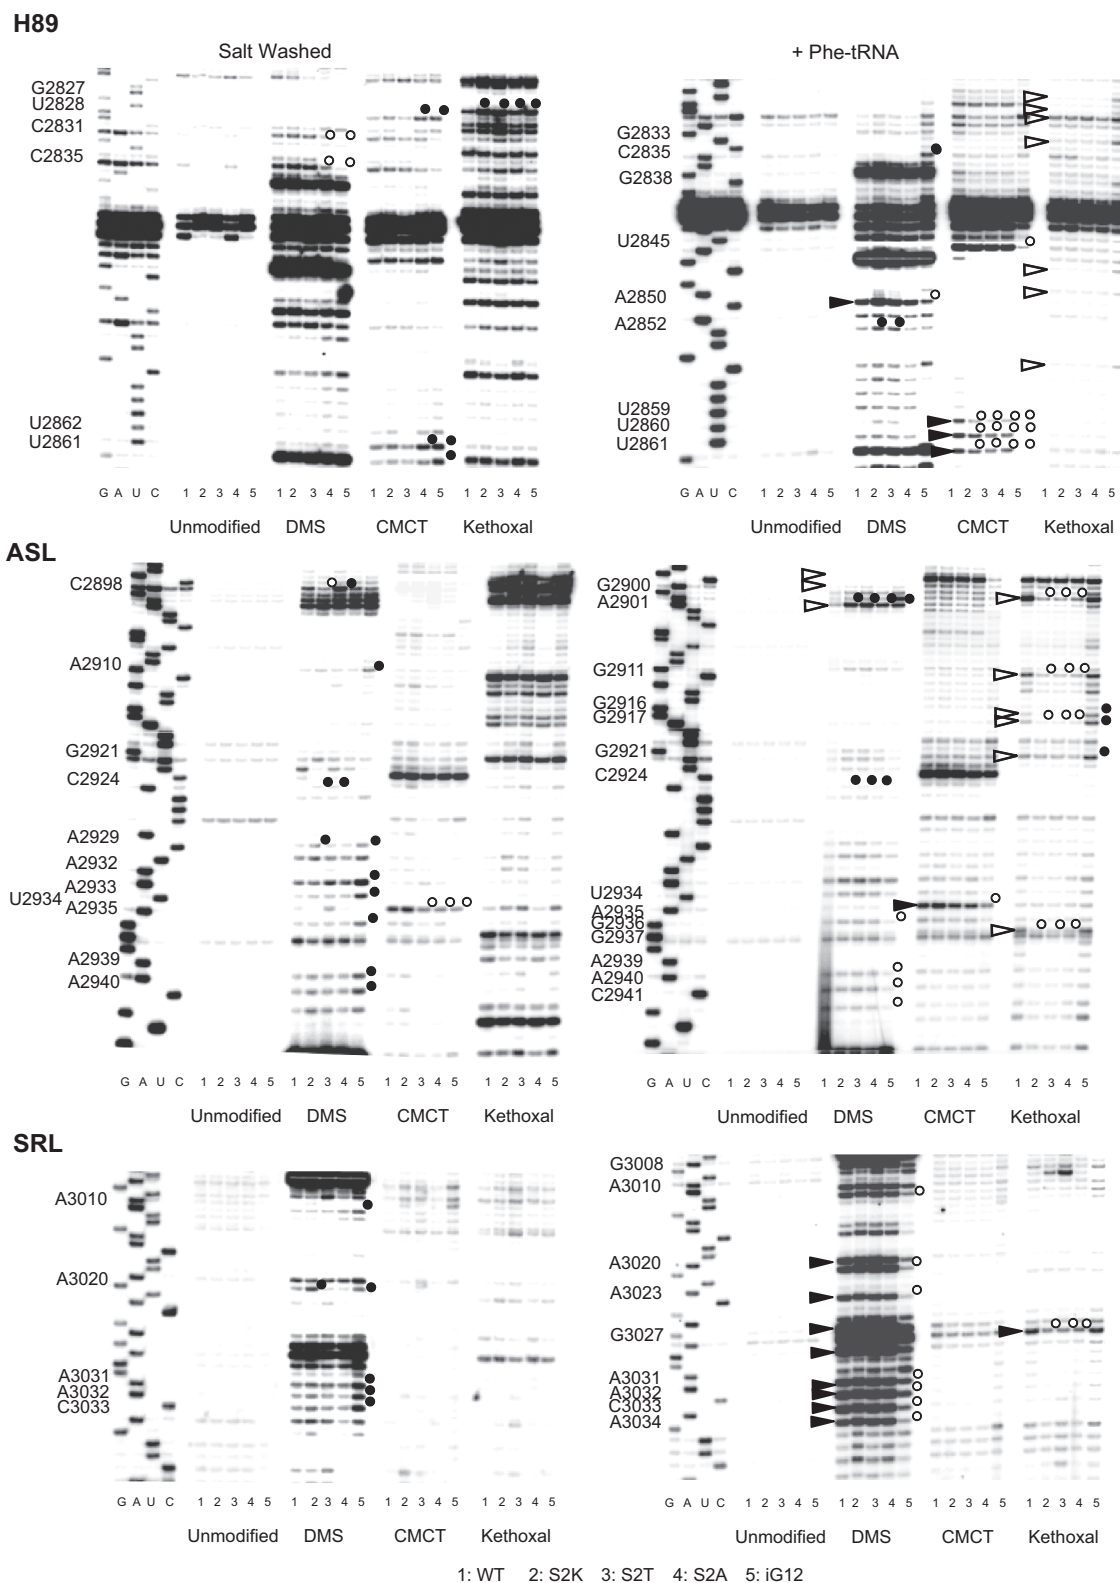 H89
Salt Washed
+ Phe-tRNA
G2827
U2828
C2831
C2835
U2862
U2861
G2833
C2835
G2838
U2845
A2850
A2852
U2859
U2860
U2861
G A U C 1 2 3 4 5 1 2 3 4 5 1 2 3 4 5 1 2 3 4 5
Unmodified DMS CMCT Kethoxal
G A U C 1 2 3 4 5 1 2 3 4 5 1 2 3 4 5 1 2 3 4 5
Unmodified DMS CMCT Kethoxal
ASL
C2898
A2910
G2921
C2924
A2929
A2932
A2933
U2934
A2935
A2939
A2940
G2900
A2901
G2911
G2916
G2917
G2921
C2924
U2934
A2935
G2936
G2937
A2939
A2940
C2941
G A U C 1 2 3 4 5 1 2 3 4 5 1 2 3 4 5 1 2 3 4 5
Unmodified DMS CMCT Kethoxal
G A U C 1 2 3 4 5 1 2 3 4 5 1 2 3 4 5 1 2 3 4 5
Unmodified DMS CMCT Kethoxal
SRL
A3010
A3020
A3031
A3032
C3033
G3008
A3010
A3020
A3023
G3027
A3031
A3032
C3033
A3034
G A U C 1 2 3 4 5 1 2 3 4 5 1 2 3 4 5 1 2 3 4 5
Unmodified DMS CMCT Kethoxal
G A U C 1 2 3 4 5 1 2 3 4 5 1 2 3 4 5 1 2 3 4 5
Unmodified DMS CMCT Kethoxal
1: WT 2: S2K 3: S2T 4: S2A 5: iG12